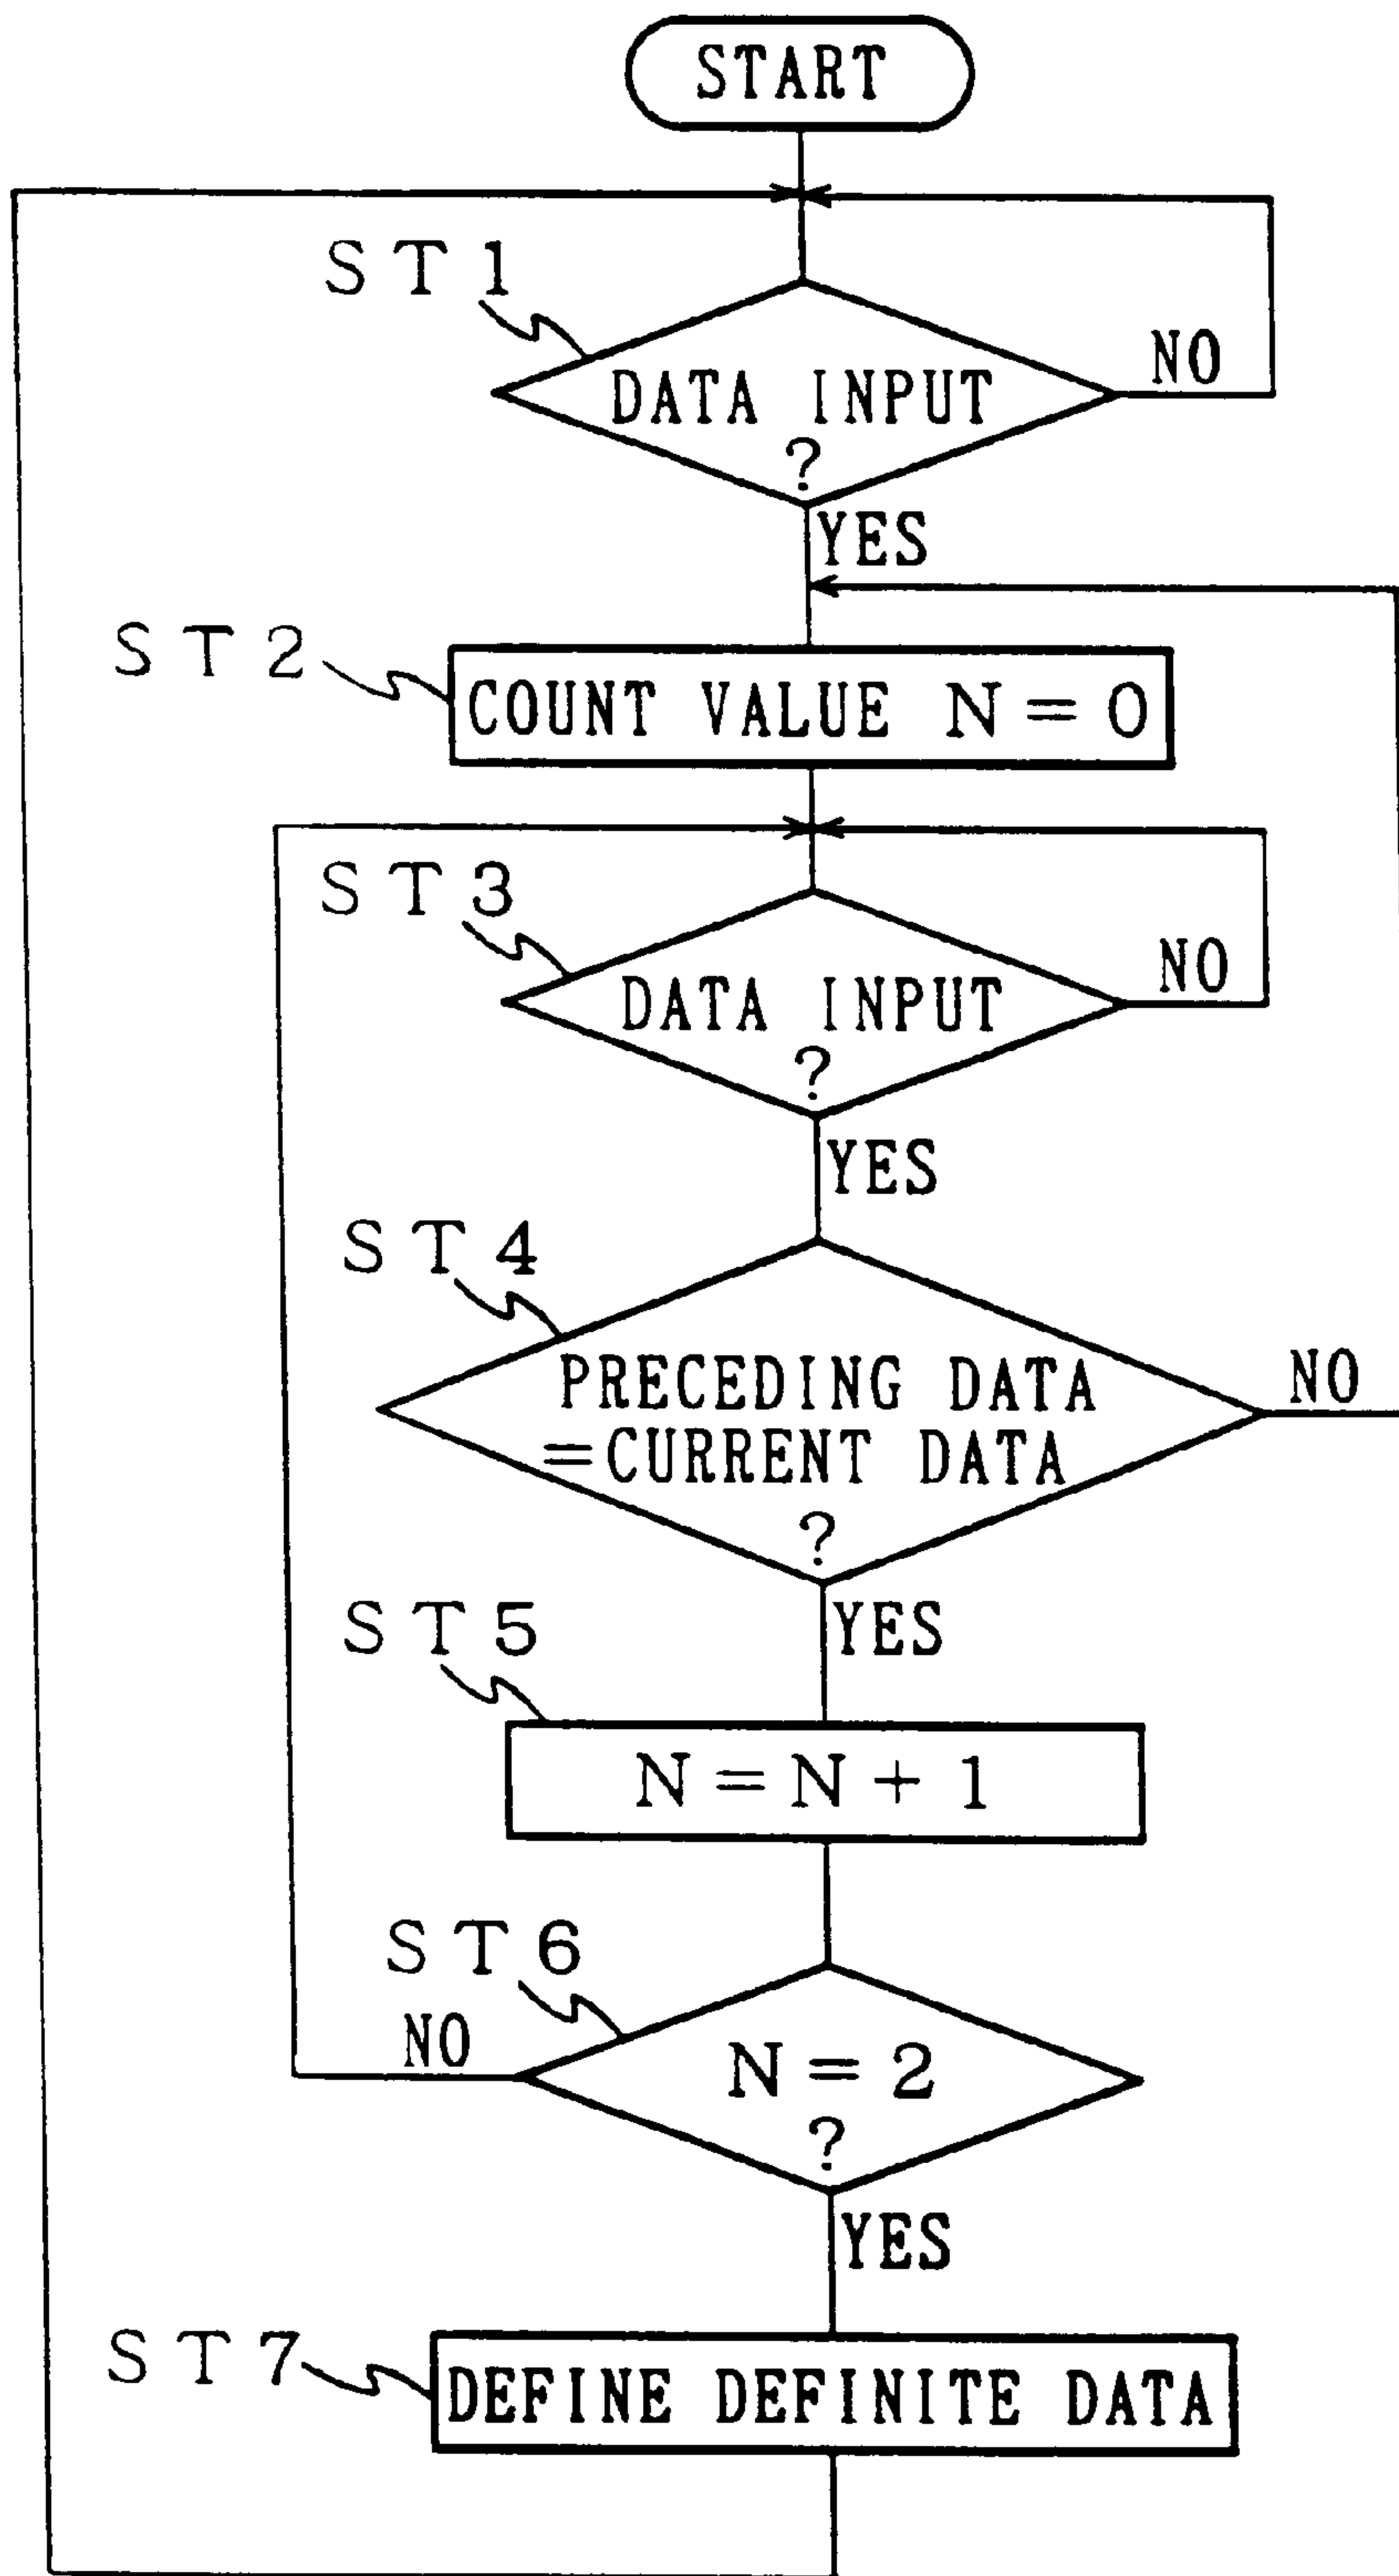 START
ST1
DATA INPUT
?
NO
YES
ST2
COUNT VALUE N=0
ST3
DATA INPUT
?
NO
YES
ST4
PRECEDING DATA
=CURRENT DATA
?
NO
YES
ST5
N=N+1
ST6
N=2
?
NO
YES
ST7
DEFINE DEFINITE DATA